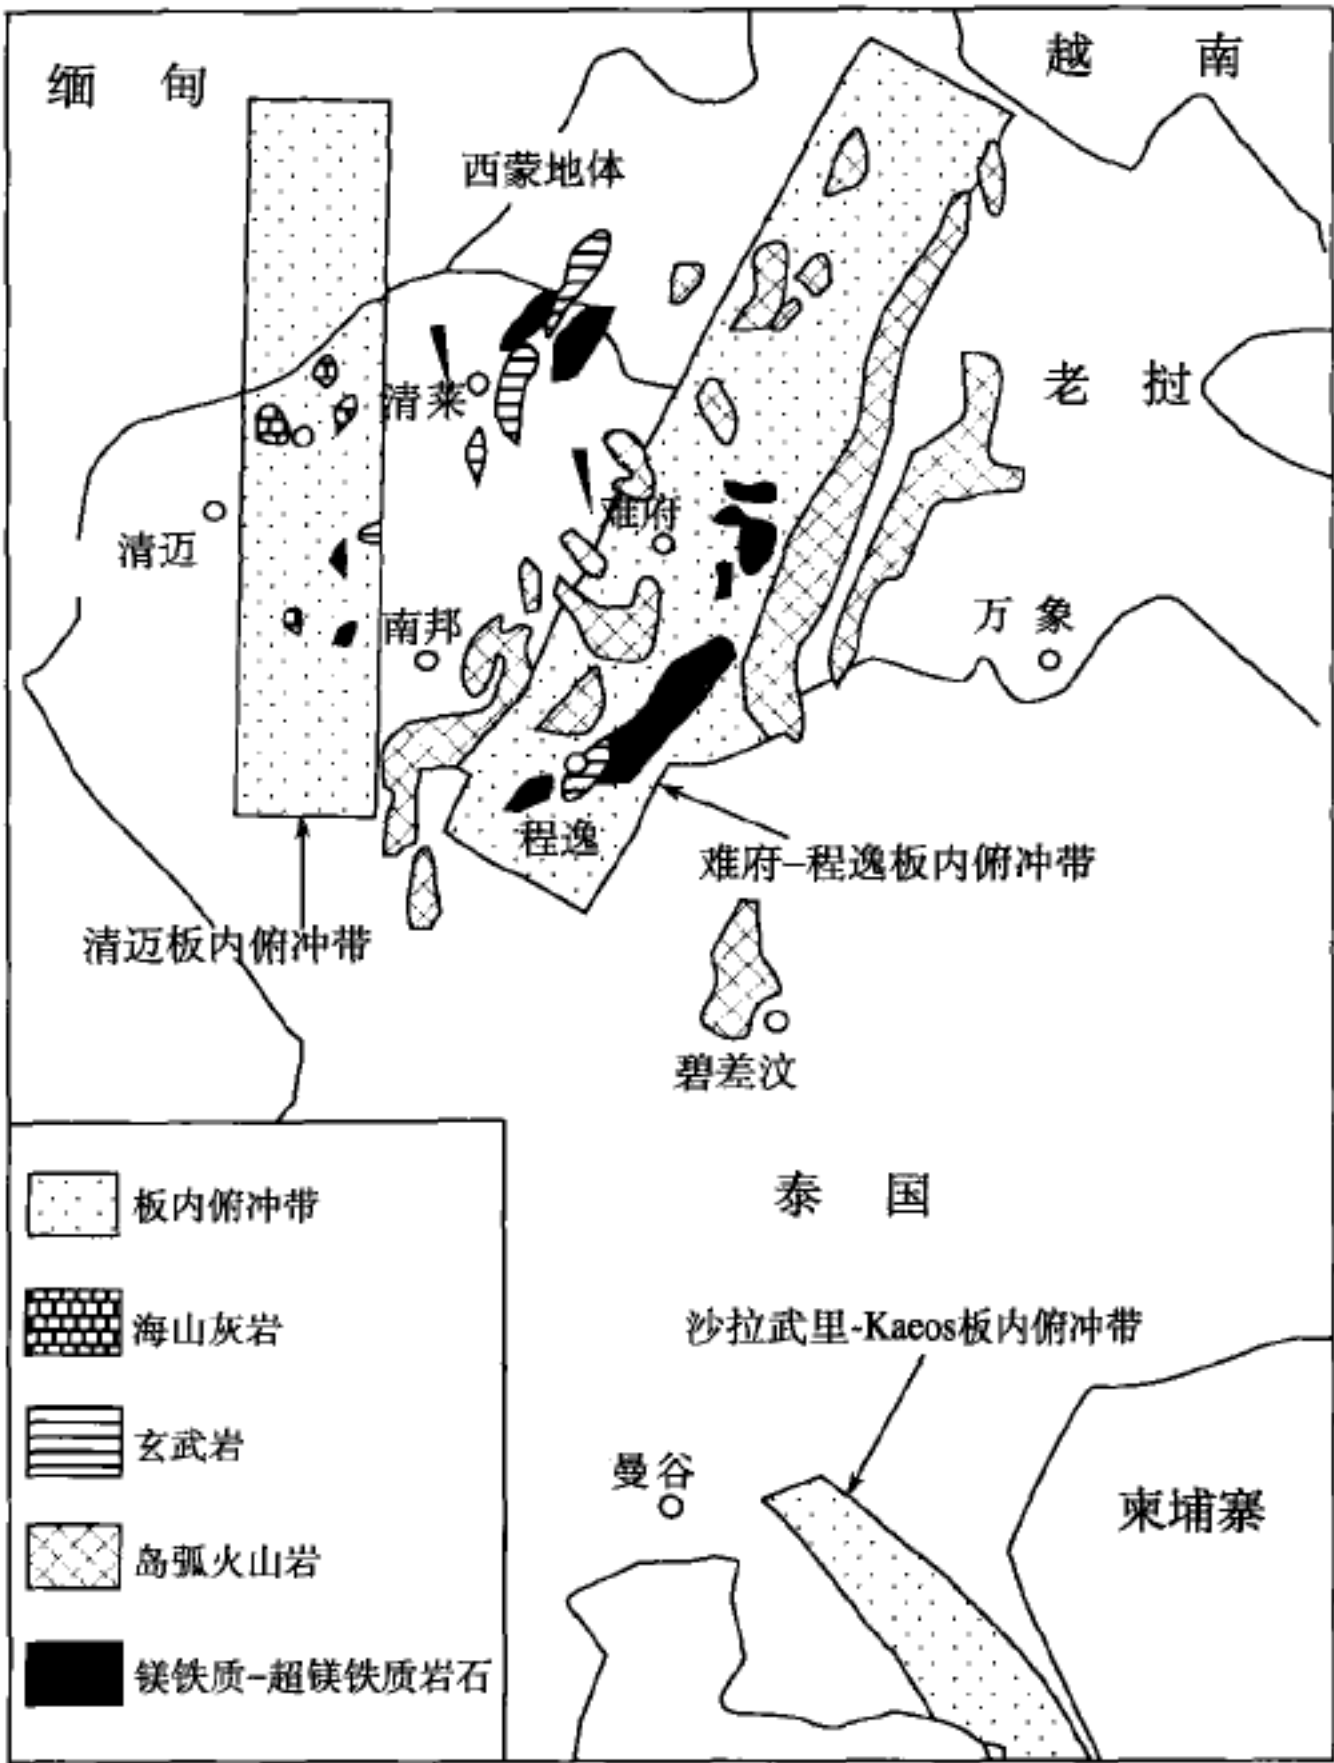 缅 甸
越 南
西蒙地体
老 挝
清莱
难府
清迈
南邦
万 象
程逸
难府-程逸板内俯冲带
清迈板内俯冲带
碧差汶
泰 国
板内俯冲带
海山灰岩
沙拉武里-Kaeos板内俯冲带
玄武岩
曼谷
柬埔寨
岛弧火山岩
镁铁质-超镁铁质岩石